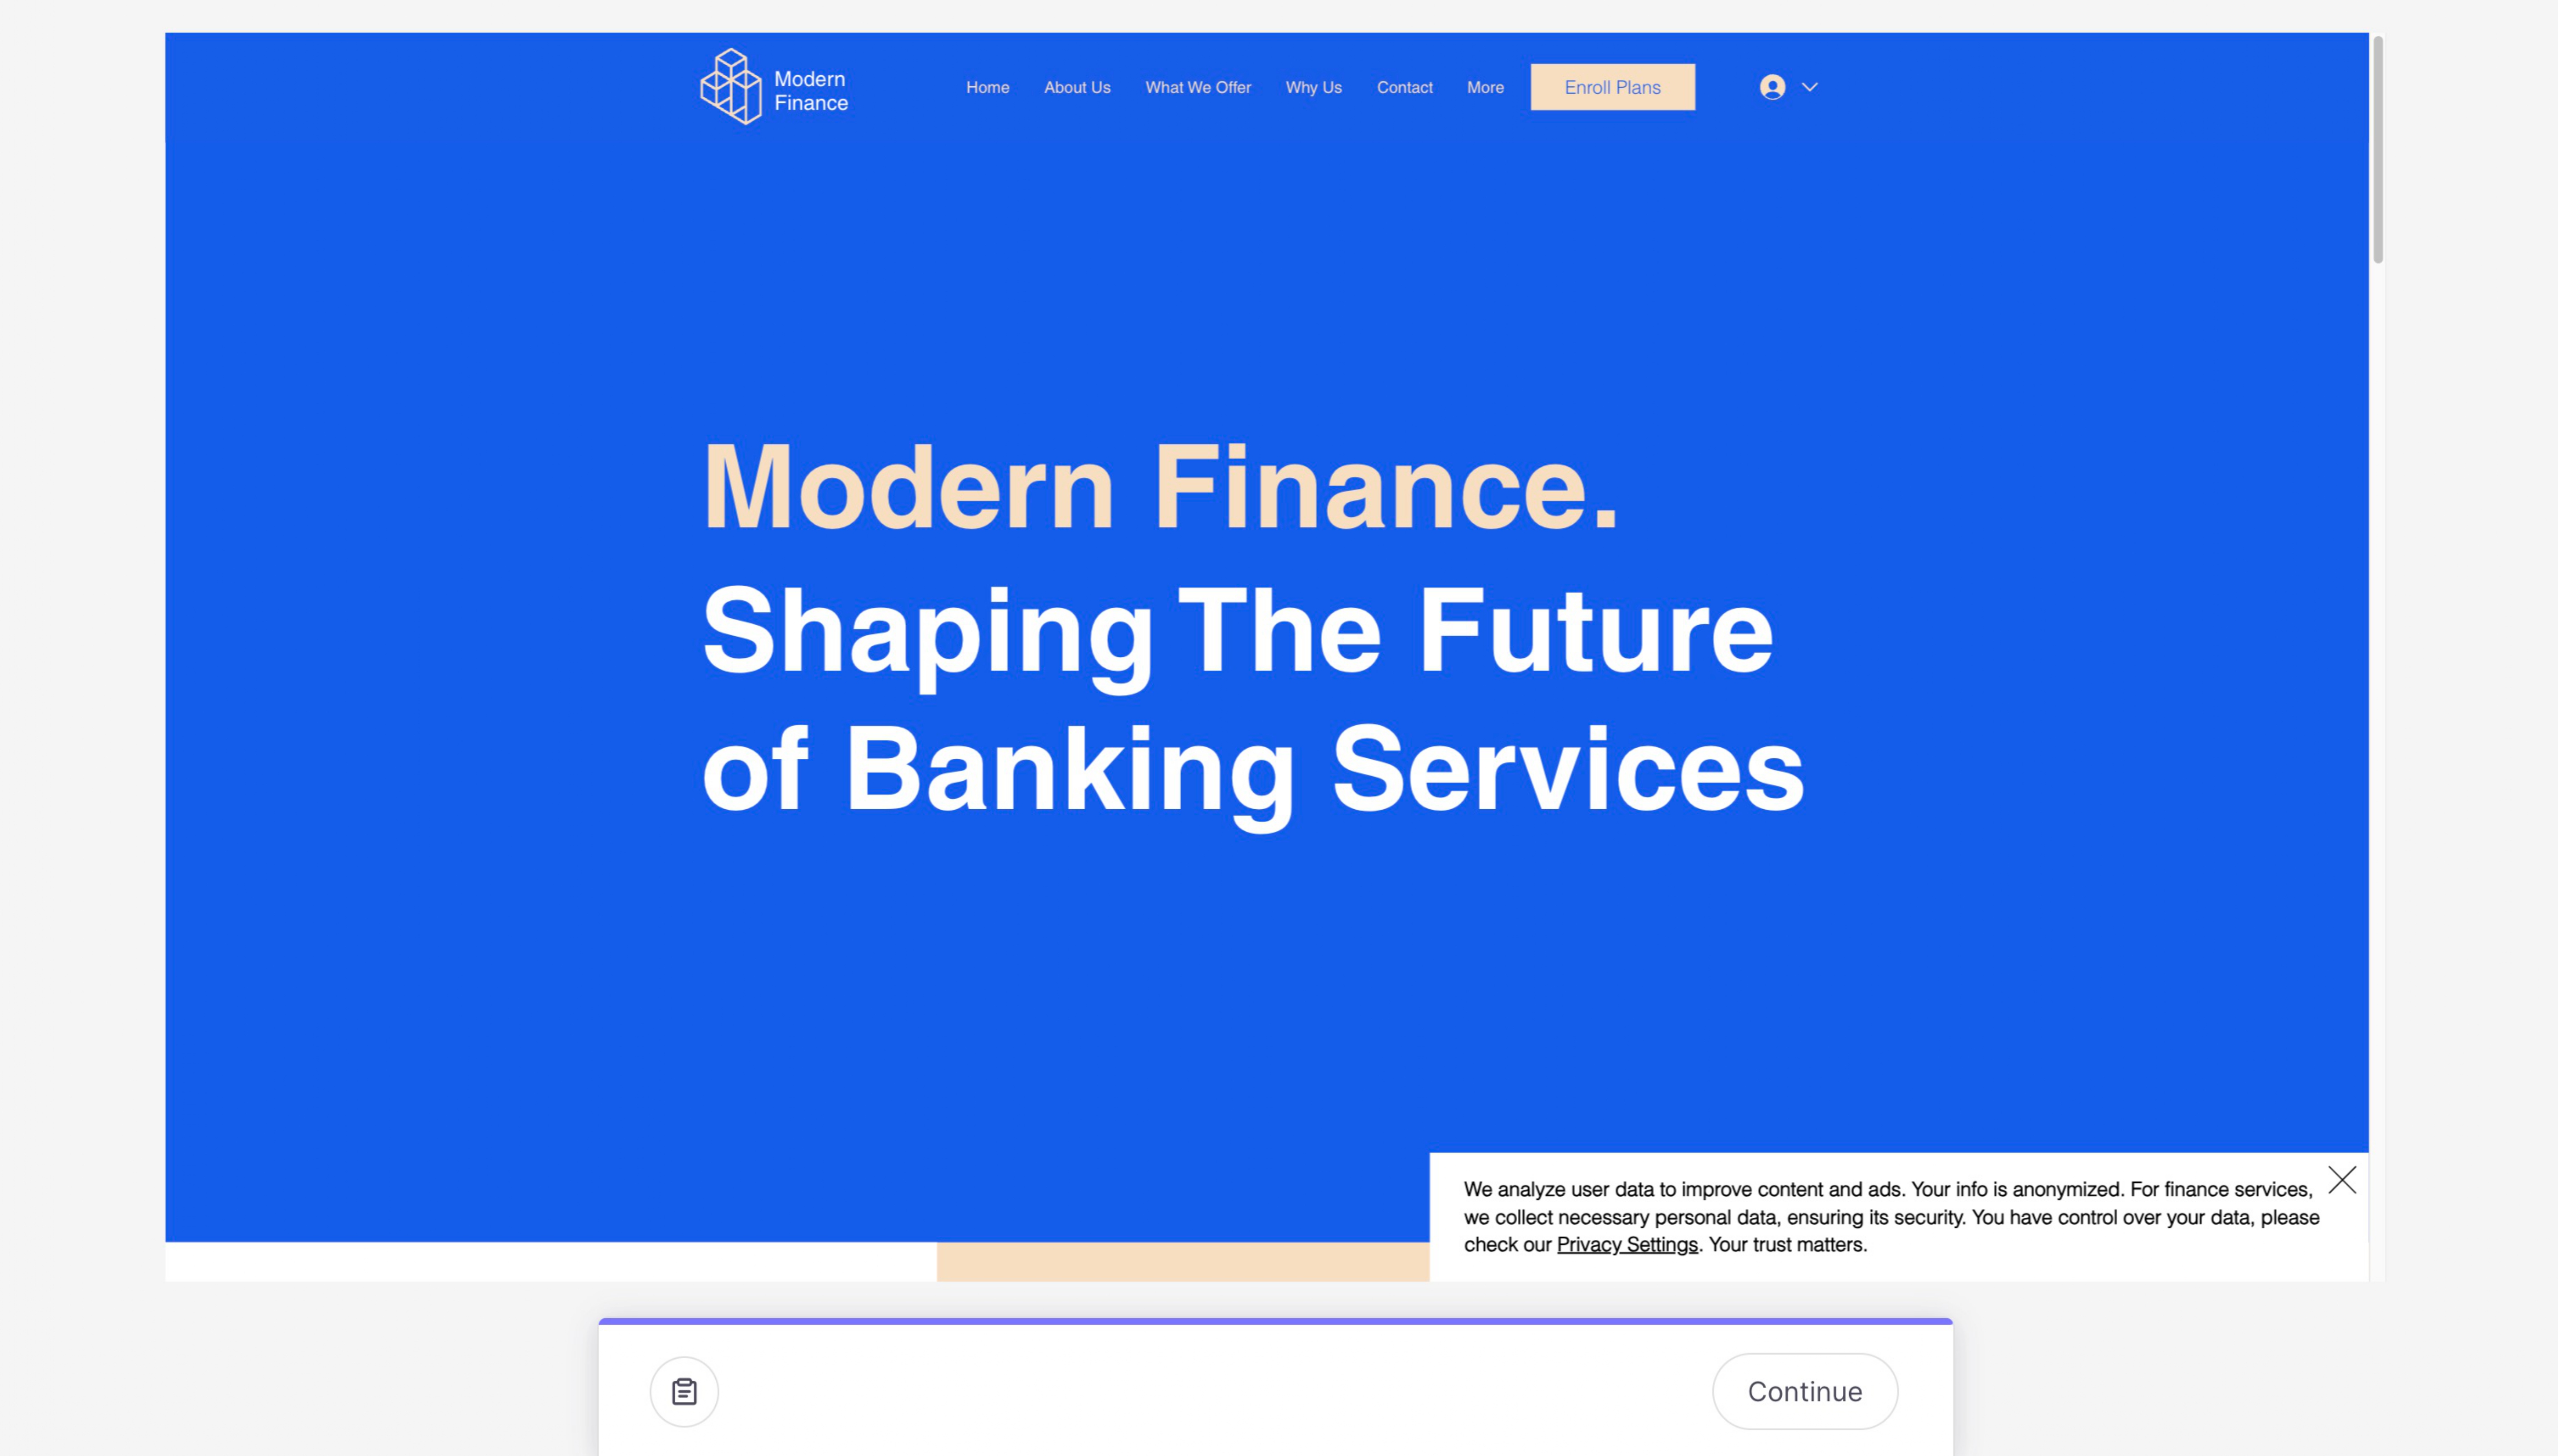 Modern
Finance
Home About Us What We Offer Why Us Contact More Enroll Plans
Modern Finance.
Shaping The Future
of Banking Services
We analyze user data to improve content and ads. Your info is anonymized. For finance services,
we collect necessary personal data, ensuring its security. You have control over your data, please
check our Privacy Settings. Your trust matters.
Continue